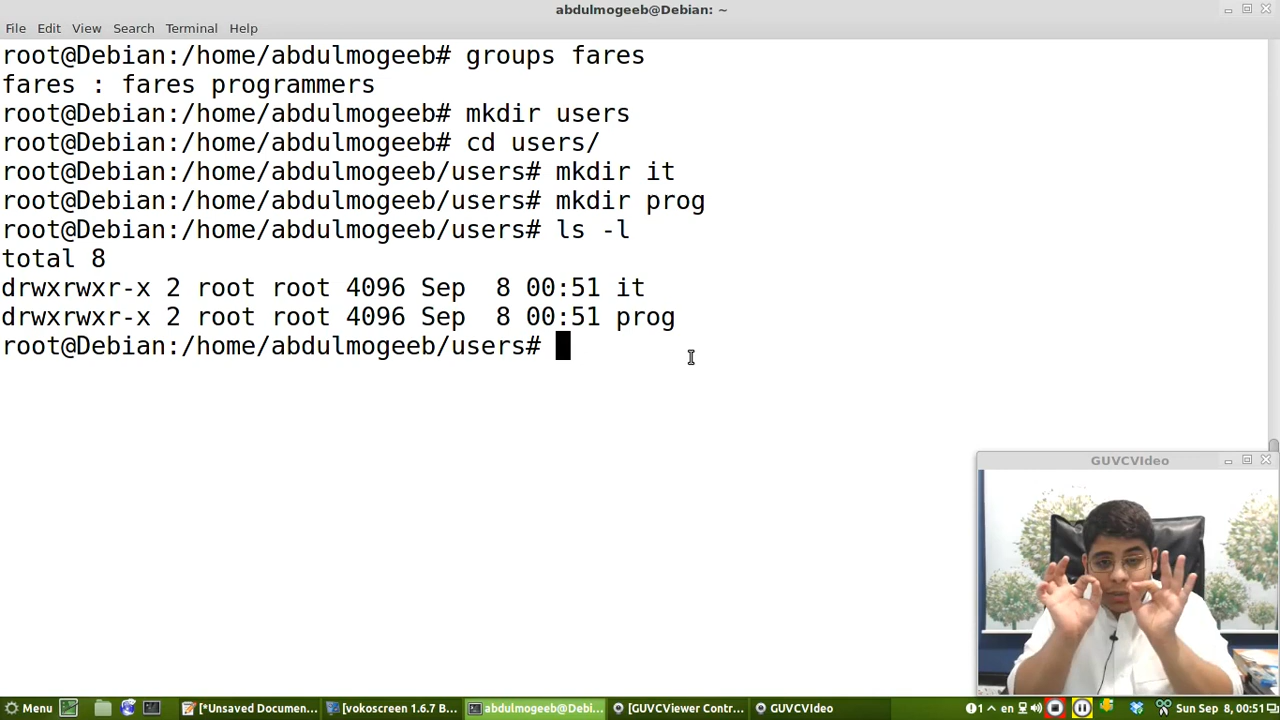 abdulmogeeb@Debian: ~
File Edit View Search Terminal Help
root@Debian:/home/abdulmogeeb# groups fares
fares : fares programmers
root@Debian:/home/abdulmogeeb# mkdir users
root@Debian:/home/abdulmogeeb# cd users/
root@Debian:/home/abdulmogeeb/users# mkdir it
root@Debian:/home/abdulmogeeb/users# mkdir prog
root@Debian:/home/abdulmogeeb/users# ls -l
total 8
drwxrwxr-x 2 root root 4096 Sep  8 00:51 it
drwxrwxr-x 2 root root 4096 Sep  8 00:51 prog
root@Debian:/home/abdulmogeeb/users#
GUVCVIdeo
Menu [*Unsaved Documen... [vokoscreen 1.6.7 B... abdulmogeeb@Debi... [GUVCViewer Contr... GUVCVIdeo 1 en Sun Sep 8, 00:51